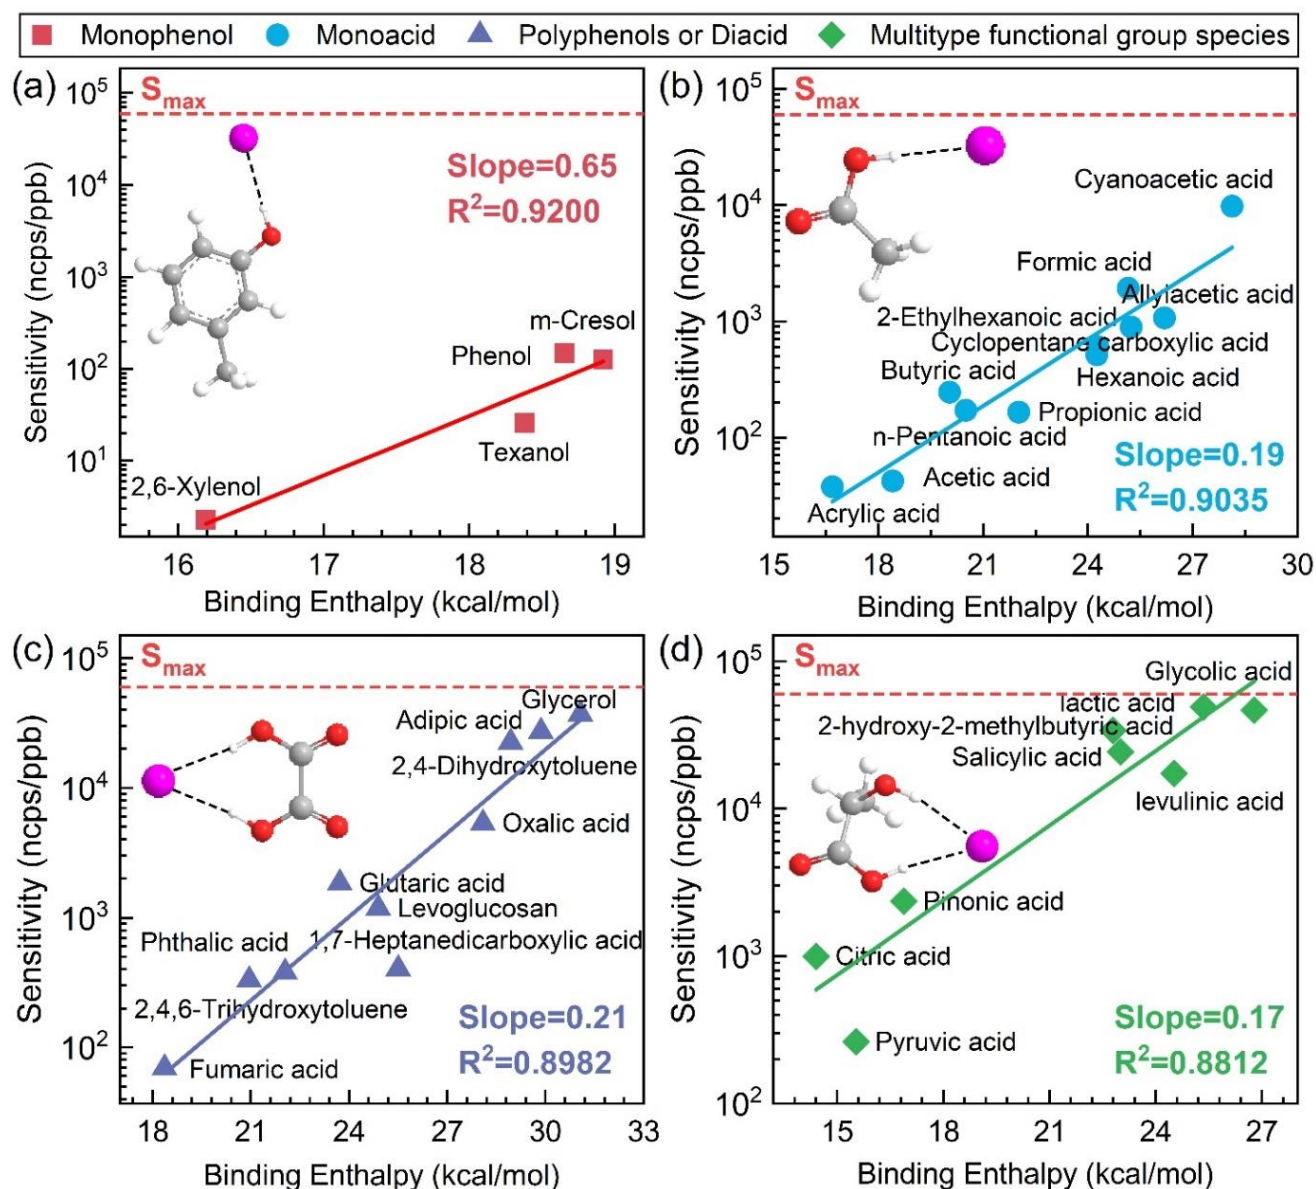 Monophenol Monoacid Polyphenols or Diacid Multitype functional group species
(a)
10^5
10^4
10^3
10^2
10^1
Sensitivity (ncps/ppb)
S_max
Slope=0.65
R^2=0.9200
m-Cresol
Phenol
Texanol
2,6-Xylenol
16 17 18 19
Binding Enthalpy (kcal/mol)
(b)
10^5
10^4
10^3
10^2
Sensitivity (ncps/ppb)
S_max
Cyanoacetic acid
Formic acid
Allylacetic acid
2-Ethylhexanoic acid
Cyclopentane carboxylic acid
Butyric acid
Hexanoic acid
Propionic acid
n-Pentanoic acid
Acetic acid
Acrylic acid
Slope=0.19
R^2=0.9035
15 18 21 24 27 30
Binding Enthalpy (kcal/mol)
(c)
10^5
10^4
10^3
10^2
Sensitivity (ncps/ppb)
S_max
Glycerol
Adipic acid
2,4-Dihydroxytoluene
Oxalic acid
Glutaric acid
Levoglucosan
Phthalic acid
1,7-Heptanedicarboxylic acid
2,4,6-Trihydroxytoluene
Fumaric acid
Slope=0.21
R^2=0.8982
18 21 24 27 30 33
Binding Enthalpy (kcal/mol)
(d)
10^5
10^4
10^3
10^2
Sensitivity (ncps/ppb)
S_max
Glycolic acid
lactic acid
2-hydroxy-2-methylbutyric acid
Salicylic acid
levulinic acid
Pinonic acid
Citric acid
Pyruvic acid
Slope=0.17
R^2=0.8812
15 18 21 24 27
Binding Enthalpy (kcal/mol)